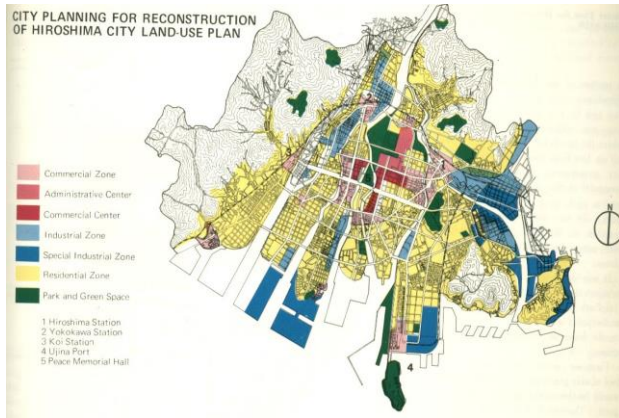 CITY PLANNING FOR RECONSTRUCTION
OF HIROSHIMA CITY LAND-USE PLAN
Commercial Zone
Administrative Center
Commercial Center
Industrial Zone
Special Industrial Zone
Residential Zone
Park and Green Space
1 Hiroshima Station
2 Yokokawa Station
3 Koi Station
4 Ujina Port
5 Peace Memorial Hall
N
2
1
4